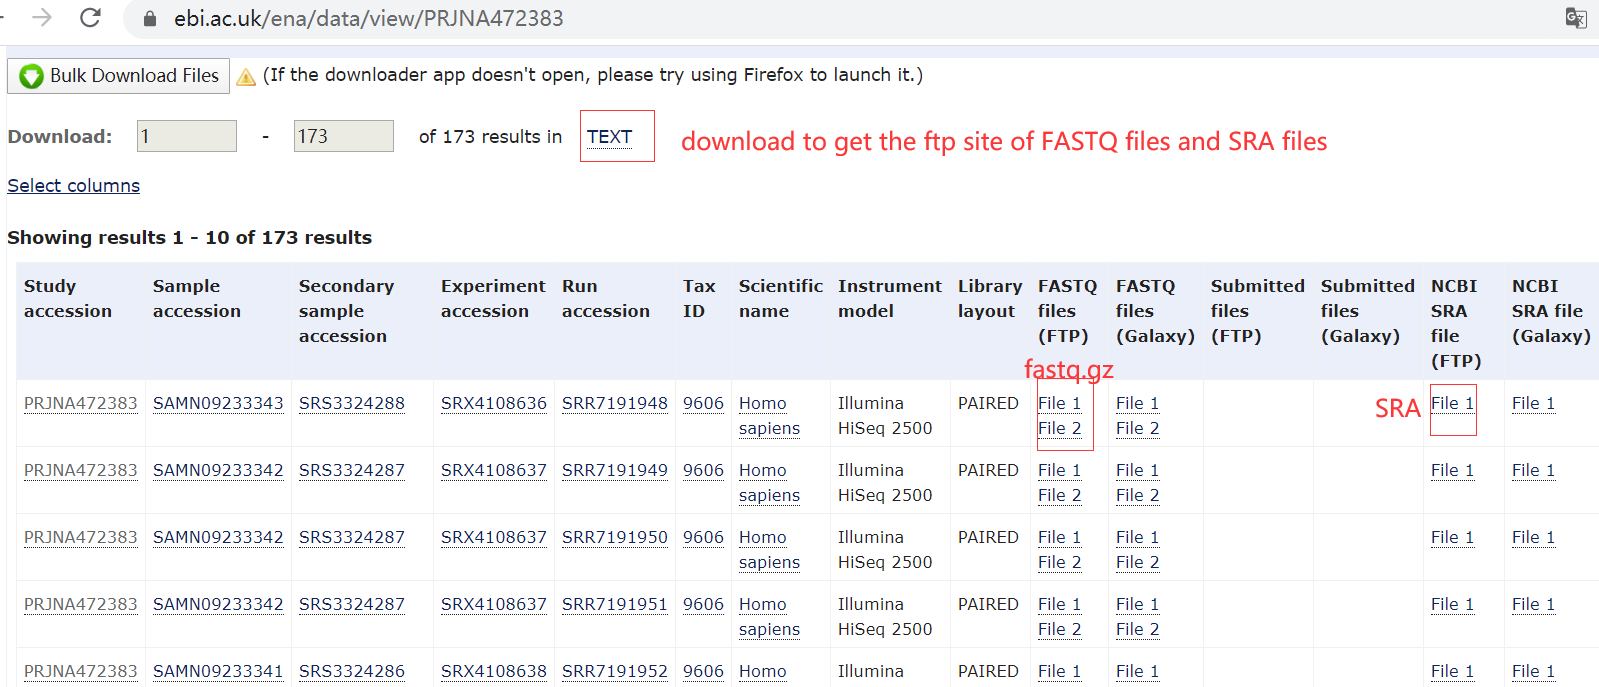 ebi.ac.uk/ena/data/view/PRJNA472383
Bulk Download Files (If the downloader app doesn't open, please try using Firefox to launch it.)
Download: 1 - 173 of 173 results in TEXT download to get the ftp site of FASTQ files and SRA files
Select columns
Showing results 1 - 10 of 173 results
Study Sample Secondary Experiment Run Tax Scientific Instrument Library FASTQ FASTQ Submitted Submitted NCBI NCBI
accession accession sample accession accession ID name model layout files files files files SRA SRA file
accession (FTP) (Galaxy) (FTP) (Galaxy) file (Galaxy)
(FTP)
fastq.gz
PRJNA472383 SAMN09233343 SRS3324288 SRX4108636 SRR7191948 9606 Homo Illumina PAIRED File 1 File 1 SRA File 1 File 1
sapiens HiSeq 2500 File 2 File 2
PRJNA472383 SAMN09233342 SRS3324287 SRX4108637 SRR7191949 9606 Homo Illumina PAIRED File 1 File 1 File 1 File 1
sapiens HiSeq 2500 File 2 File 2
PRJNA472383 SAMN09233342 SRS3324287 SRX4108637 SRR7191950 9606 Homo Illumina PAIRED File 1 File 1 File 1 File 1
sapiens HiSeq 2500 File 2 File 2
PRJNA472383 SAMN09233342 SRS3324287 SRX4108637 SRR7191951 9606 Homo Illumina PAIRED File 1 File 1 File 1 File 1
sapiens HiSeq 2500 File 2 File 2
PRJNA472383 SAMN09233341 SRS3324286 SRX4108638 SRR7191952 9606 Homo Illumina PAIRED File 1 File 1 File 1 File 1